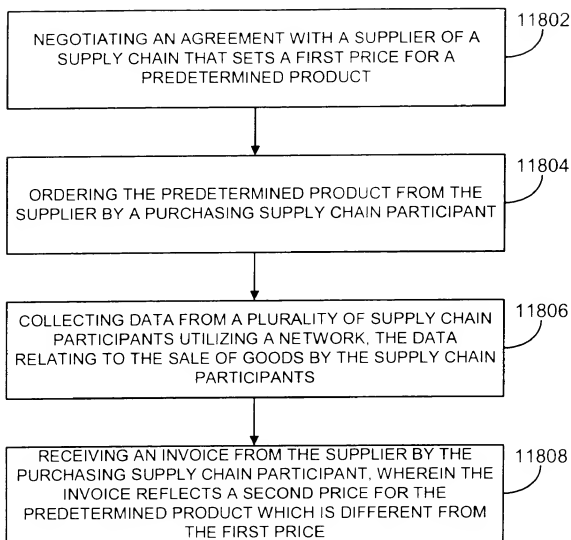 11802
NEGOTIATING AN AGREEMENT WITH A SUPPLIER OF A
SUPPLY CHAIN THAT SETS A FIRST PRICE FOR A
PREDETERMINED PRODUCT
11804
ORDERING THE PREDETERMINED PRODUCT FROM THE
SUPPLIER BY A PURCHASING SUPPLY CHAIN PARTICIPANT
11806
COLLECTING DATA FROM A PLURALITY OF SUPPLY CHAIN
PARTICIPANTS UTILIZING A NETWORK, THE DATA
RELATING TO THE SALE OF GOODS BY THE SUPPLY CHAIN
PARTICIPANTS
11808
RECEIVING AN INVOICE FROM THE SUPPLIER BY THE
PURCHASING SUPPLY CHAIN PARTICIPANT, WHEREIN THE
INVOICE REFLECTS A SECOND PRICE FOR THE
PREDETERMINED PRODUCT WHICH IS DIFFERENT FROM
THE FIRST PRICE